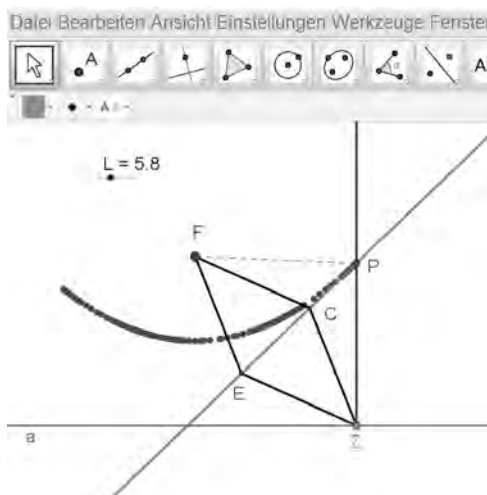 Datei Bearbeiten Ansicht Einstellungen Werkzeuge Fenster
A
A
A
L = 5.8
F
P
C
E
a
Z